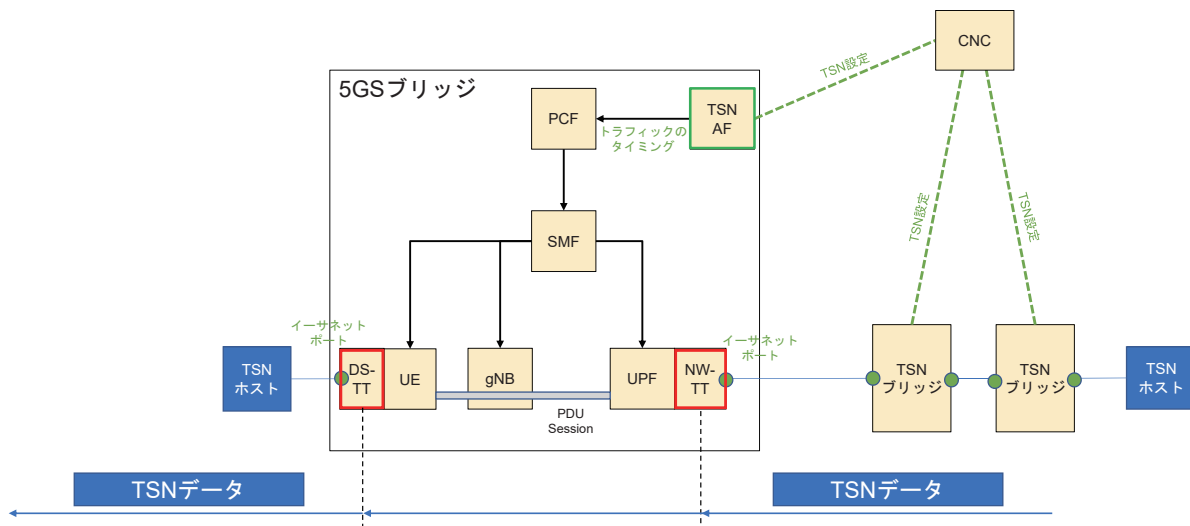 CNC
TSN設定
5GSブリッジ
PCF
TSN
AF
トラフィックの
タイミング
SMF
TSN設定
TSN設定
イーサネット
ポート
イーサネット
ポート
TSN
ホスト
DS-
TT
UE
gNB
UPF
NW-
TT
TSN
ブリッジ
TSN
ブリッジ
TSN
ホスト
PDU
Session
TSNデータ
TSNデータ